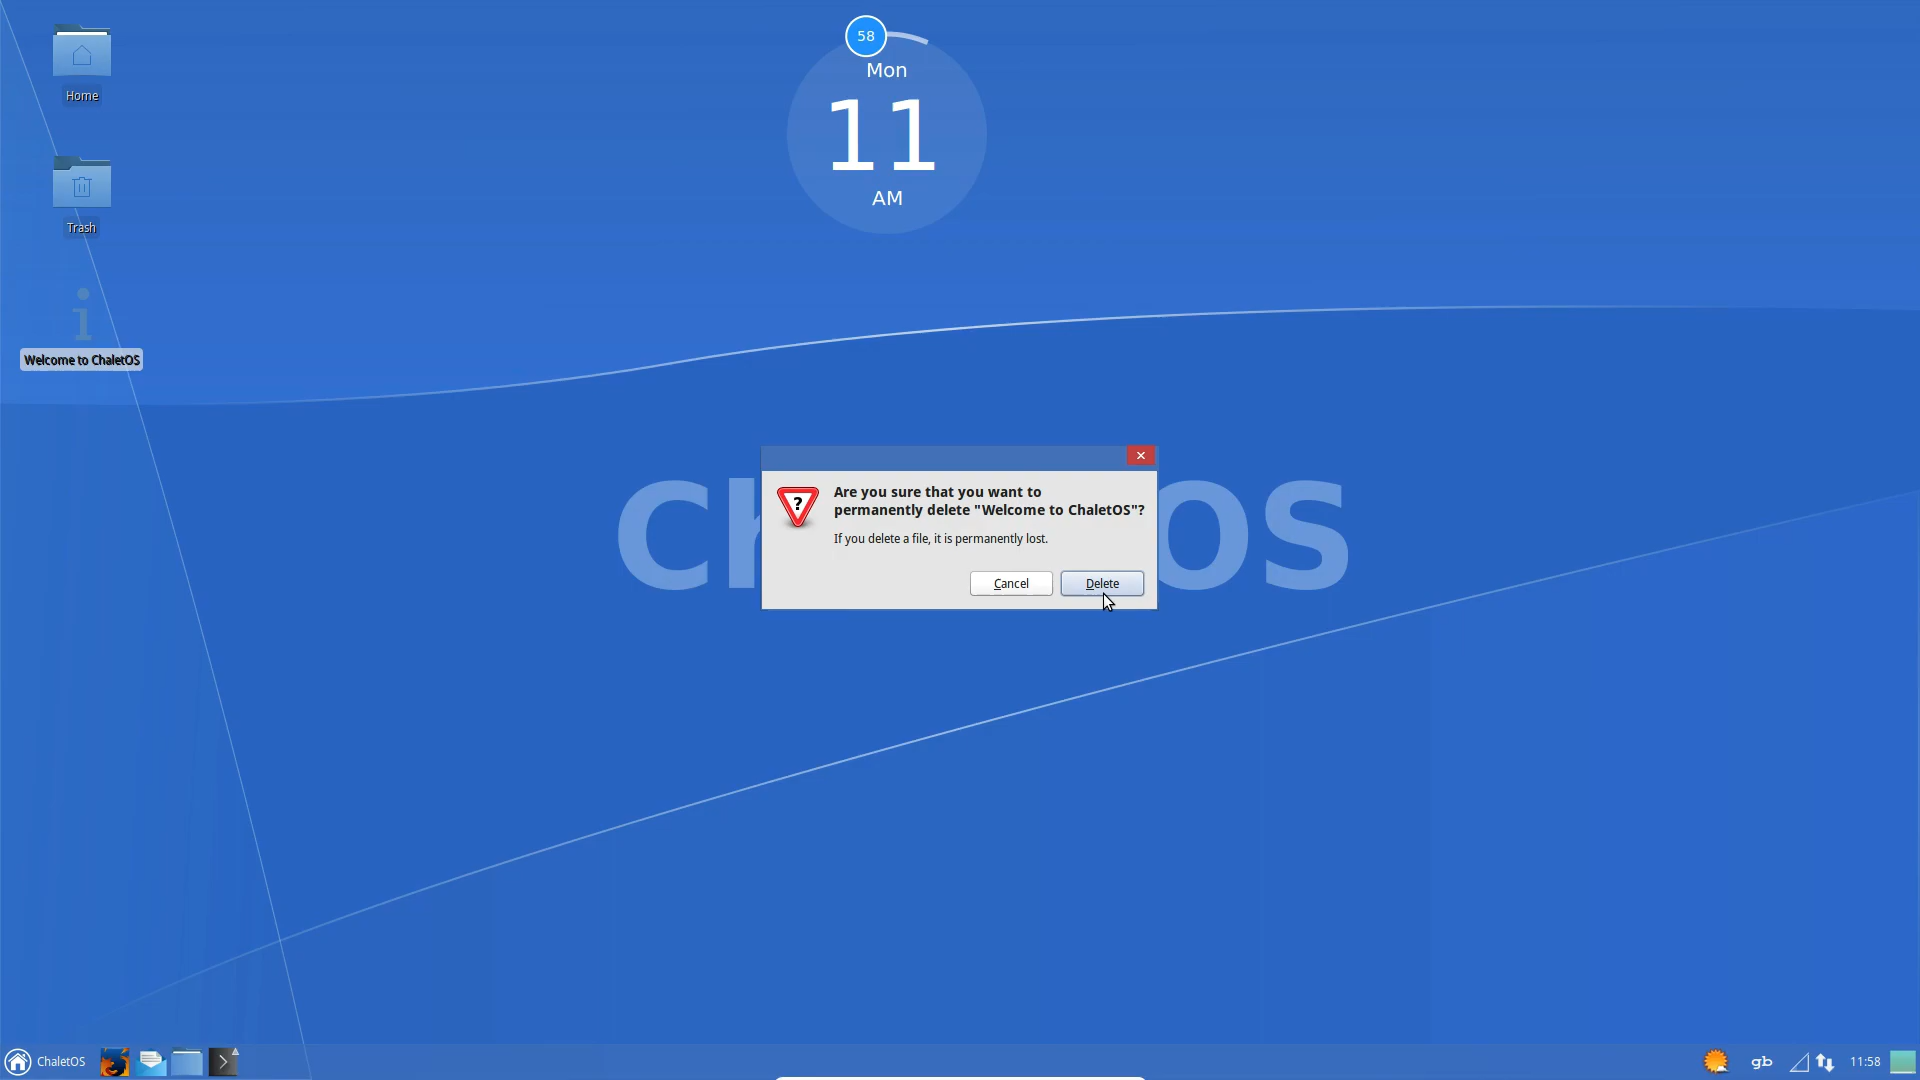 Home
Trash
Welcome to ChaletOS
58
Mon
11
AM
Are you sure that you want to
permanently delete "Welcome to ChaletOS"?
If you delete a file, it is permanently lost.
Cancel
Delete
ChaletOS
gb
11:58